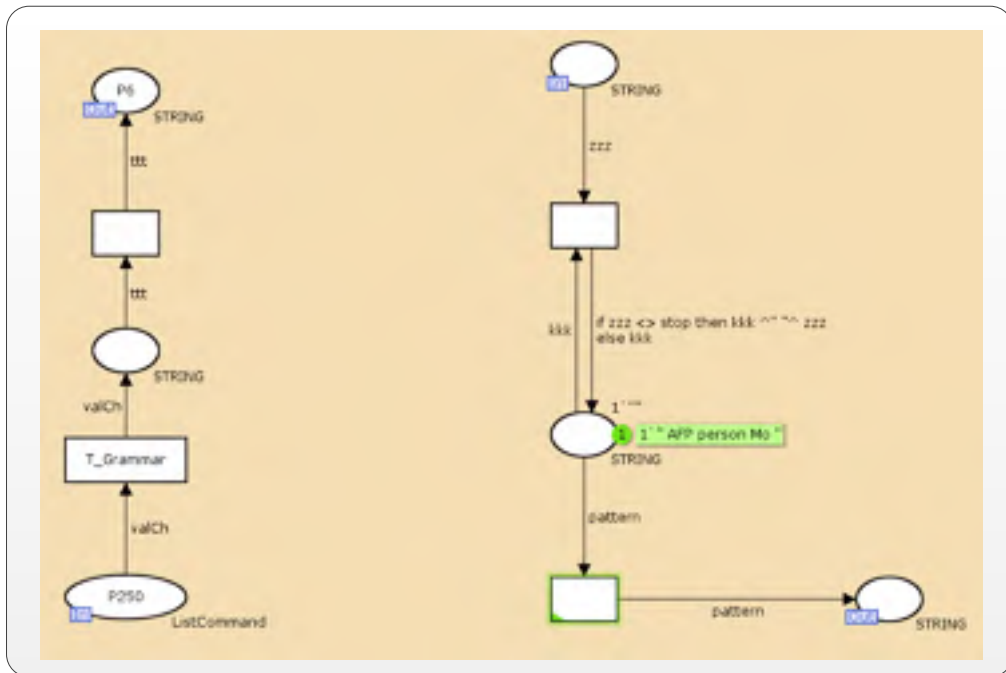 P6
STRING
ttt
ttt
STRING
valCh
T_Grammar
valCh
P250
ListCommand
STRING
zzz
kkk
if zzz <> stop then kkk ^" "^ zzz
else kkk
1`""
1
1`" AFP person Mo "
STRING
pattern
pattern
STRING